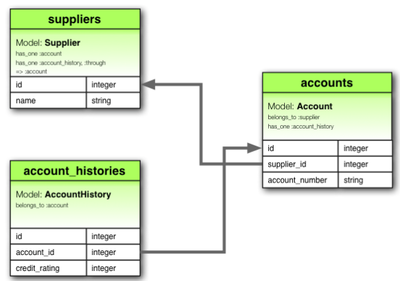 suppliers
Model: Supplier
has_one :account
has_one :account_history, :through
=> :account
id integer
name string
accounts
Model: Account
belongs_to :supplier
has_one :account_history
id integer
supplier_id integer
account_number string
account_histories
Model: AccountHistory
belongs_to :account
id integer
account_id integer
credit_rating integer